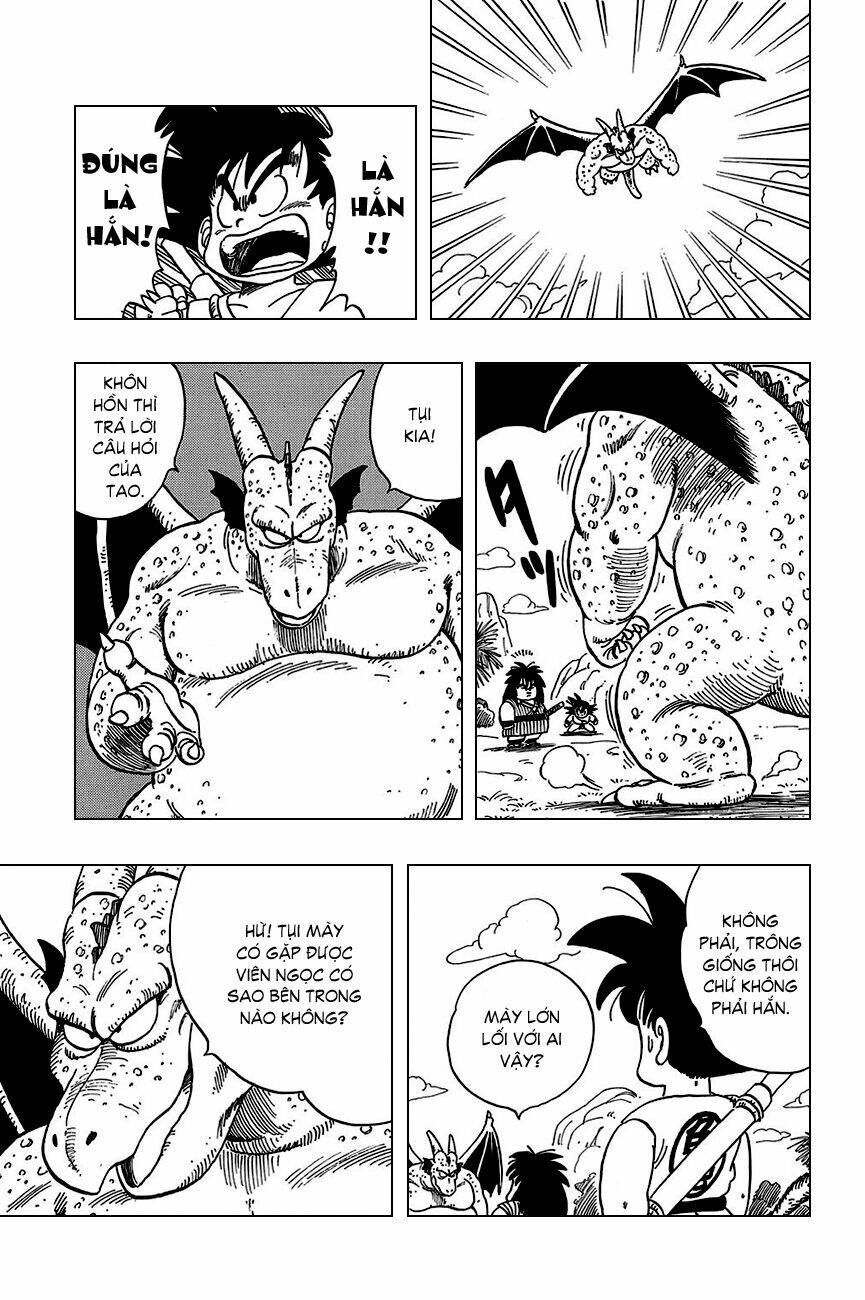 LÀ
HẮN
!!
ĐÚNG
LÀ
HẮN!
ダッ
TỤI
KIA!
KHÔN
HỒN THÌ
TRẢ LỜI
CÂU HỎI
CỦA
TAO.
KHÔNG
PHẢI, TRÔNG
GIỐNG THÔI
CHỨ KHÔNG
PHẢI HẮN.
MÀY LỚN
LỐI VỚI AI
VẬY?
HỪ! TỤI MÀY
CÓ GẶP ĐƯỢC
VIÊN NGỌC CÓ
SAO BÊN TRONG
NÀO KHÔNG?